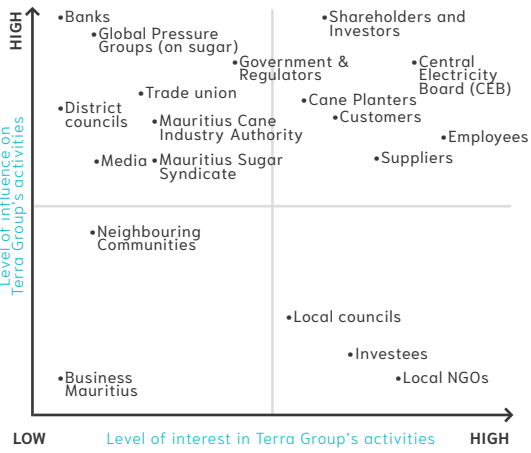 HIGH
Level of influence on
Terra Group's activities
•Banks
•Global Pressure
Groups (on sugar)
•Shareholders and
Investors
•Government &
Regulators
•Central
Electricity
Board (CEB)
•Trade union
•Cane Planters
•District
councils
•Mauritius Cane
Industry Authority
•Customers
•Employees
•Media
•Mauritius Sugar
Syndicate
•Suppliers
•Neighbouring
Communities
•Local councils
•Investees
•Business
Mauritius
•Local NGOs
LOW
Level of interest in Terra Group's activities
HIGH